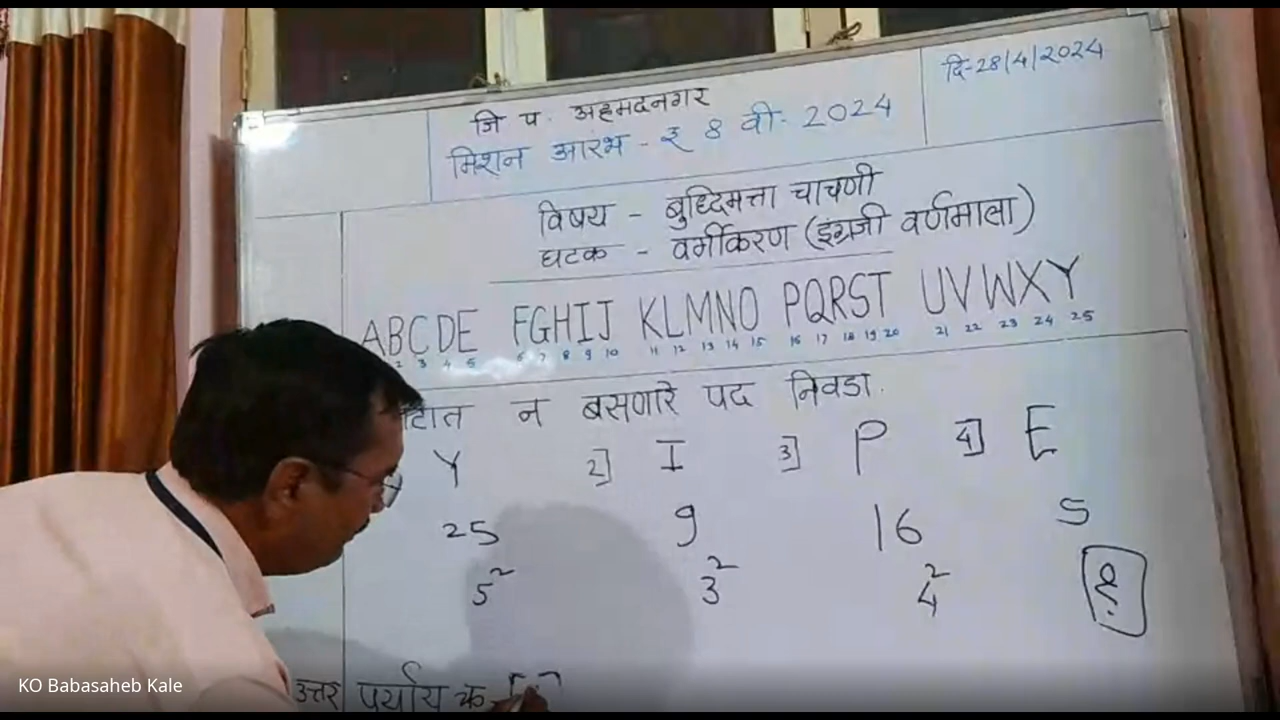 दि-28/4/2024
जि प. अहमदनगर
मिशन आरंभ - इ 8 वी. 2024
विषय - बुध्दिमत्ता चाचणी
घटक - वर्गीकरण (इंग्रजी वर्णमाला)
ABCDE FGHIJ KLMNO PQRST UVWXY
2 3 4 5 6 7 8 9 10 11 12 13 14 15 16 17 18 19 20 21 22 23 24 25
न बसणारे पद निवडा.
Y 2] I 3] P 4] E
25 9 16 5
5² 3² 4² ?
उत्तर पर्याय क्र.
KO Babasaheb Kale